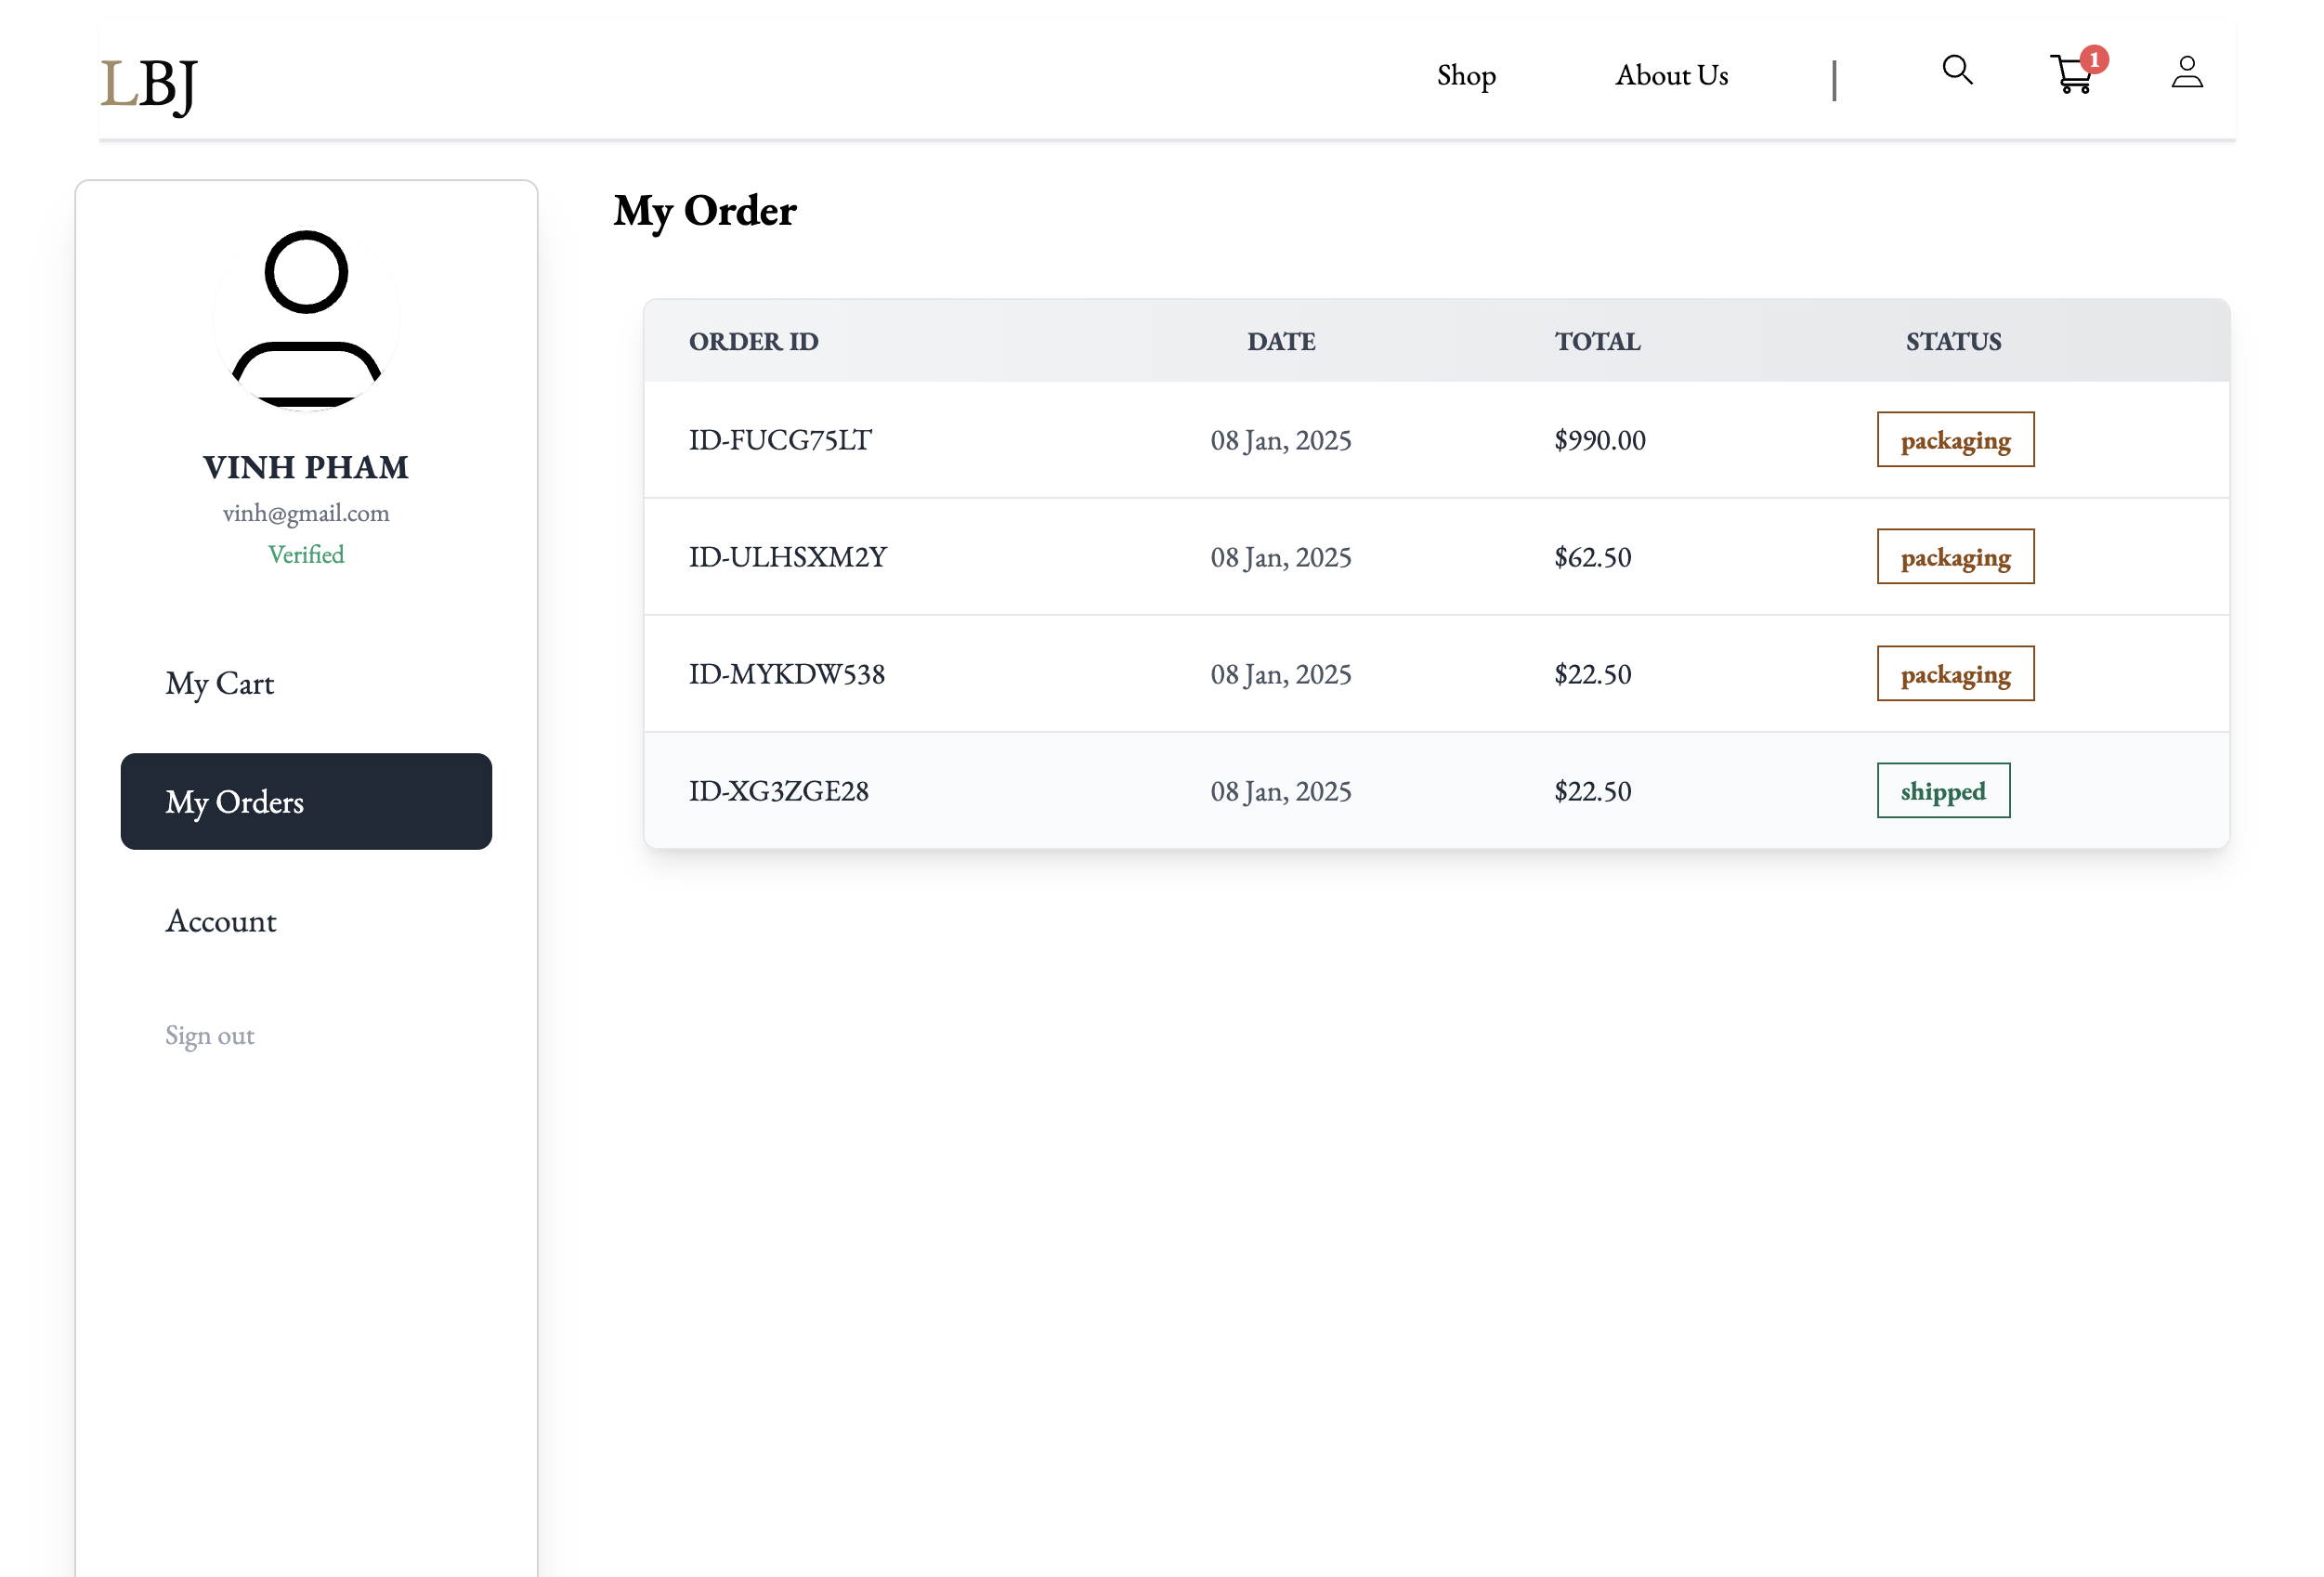 LBJ
Shop About Us | 1
My Order
VINH PHAM
vinh@gmail.com
Verified
My Cart
My Orders
Account
Sign out
ORDER ID DATE TOTAL STATUS
ID-FUCG75LT 08 Jan, 2025 $990.00 packaging
ID-ULHSXM2Y 08 Jan, 2025 $62.50 packaging
ID-MYKDW538 08 Jan, 2025 $22.50 packaging
ID-XG3ZGE28 08 Jan, 2025 $22.50 shipped